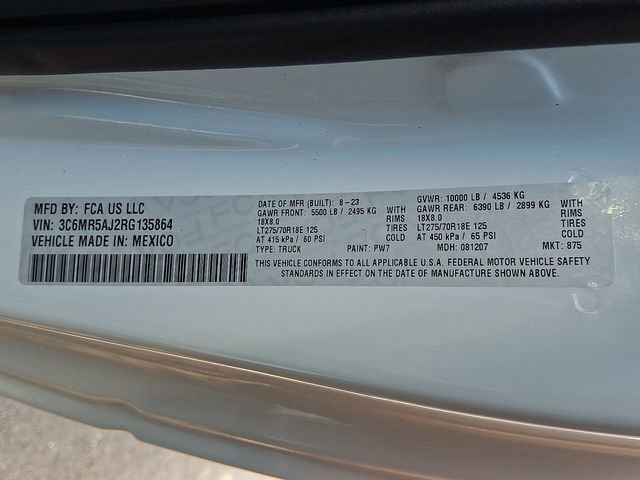 MFD BY: FCA US LLC
VIN: 3C6MR5AJ2RG135864
VEHICLE MADE IN: MEXICO
DATE OF MFR (BUILT): 8-23
GAWR FRONT: 5500 LB / 2495 KG WITH
18X8.0 RIMS
LT275/70R18E 125 TIRES
AT 415 kPa / 60 PSI COLD
TYPE: TRUCK PAINT: PW7
GVWR: 10000 LB / 4536 KG
GAWR REAR: 6390 LB / 2899 KG WITH
18X8.0 RIMS
LT275/70R18E 125 TIRES
AT 450 kPa / 65 PSI COLD
MDH: 081207 MKT: 875
THIS VEHICLE CONFORMS TO ALL APPLICABLE U.S.A. FEDERAL MOTOR VEHICLE SAFETY
STANDARDS IN EFFECT ON THE DATE OF MANUFACTURE SHOWN ABOVE.